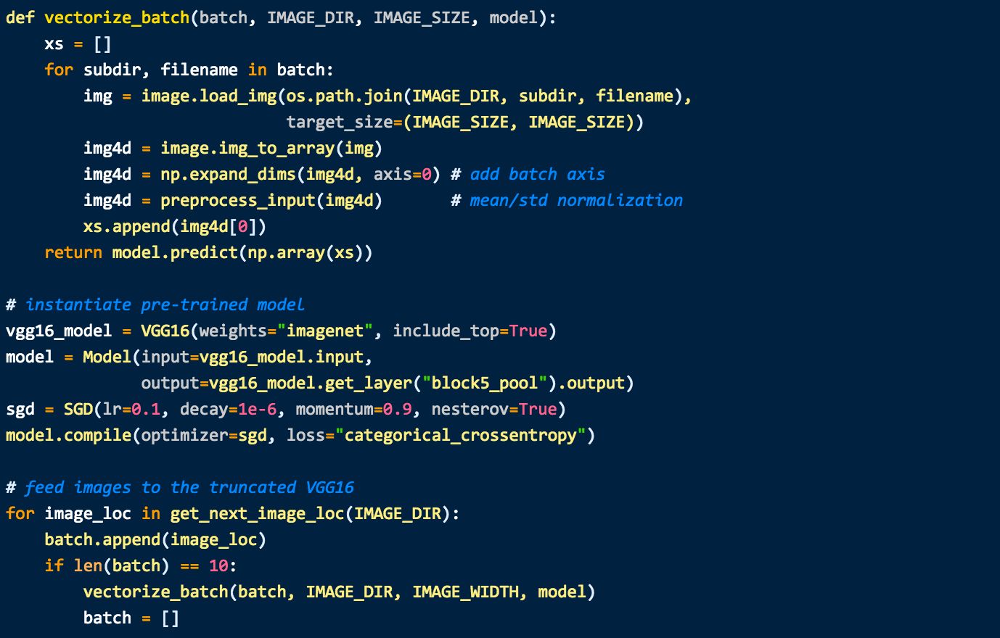 def vectorize_batch(batch, IMAGE_DIR, IMAGE_SIZE, model):
    xs = []
    for subdir, filename in batch:
        img = image.load_img(os.path.join(IMAGE_DIR, subdir, filename),
                             target_size=(IMAGE_SIZE, IMAGE_SIZE))
        img4d = image.img_to_array(img)
        img4d = np.expand_dims(img4d, axis=0) # add batch axis
        img4d = preprocess_input(img4d)       # mean/std normalization
        xs.append(img4d[0])
    return model.predict(np.array(xs))

# instantiate pre-trained model
vgg16_model = VGG16(weights="imagenet", include_top=True)
model = Model(input=vgg16_model.input,
              output=vgg16_model.get_layer("block5_pool").output)
sgd = SGD(lr=0.1, decay=1e-6, momentum=0.9, nesterov=True)
model.compile(optimizer=sgd, loss="categorical_crossentropy")

# feed images to the truncated VGG16
for image_loc in get_next_image_loc(IMAGE_DIR):
    batch.append(image_loc)
    if len(batch) == 10:
        vectorize_batch(batch, IMAGE_DIR, IMAGE_WIDTH, model)
        batch = []